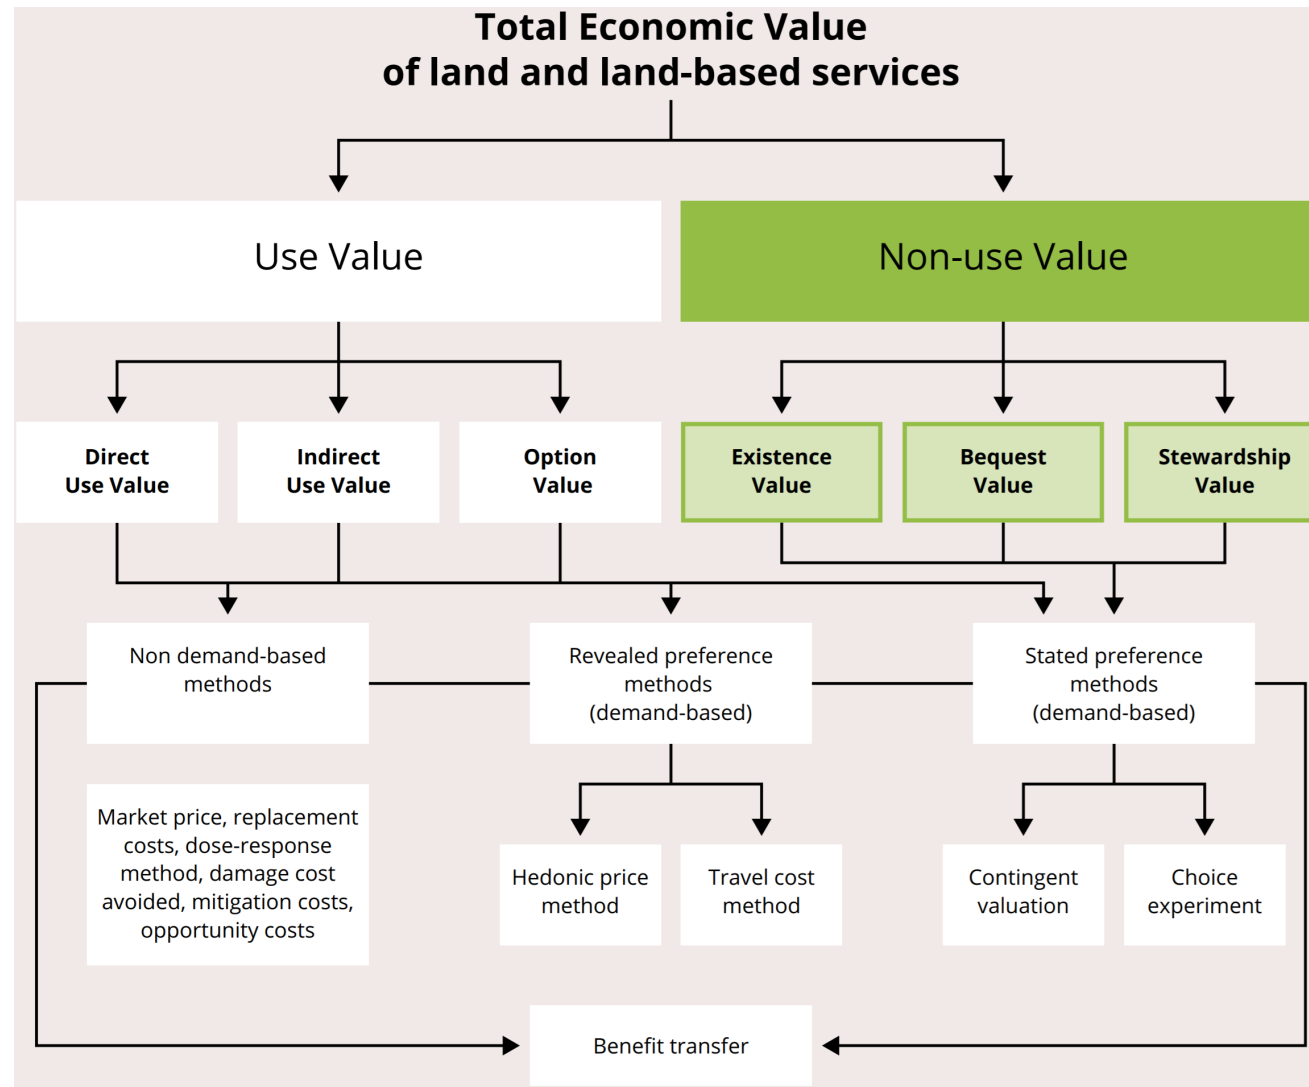 Total Economic Value
of land and land-based services
Use Value
Non-use Value
Direct
Use Value
Indirect
Use Value
Option
Value
Existence
Value
Bequest
Value
Stewardship
Value
Non demand-based
methods
Revealed preference
methods
(demand-based)
Stated preference
methods
(demand-based)
Market price, replacement
costs, dose-response
method, damage cost
avoided, mitigation costs,
opportunity costs
Hedonic price
method
Travel cost
method
Contingent
valuation
Choice
experiment
Benefit transfer